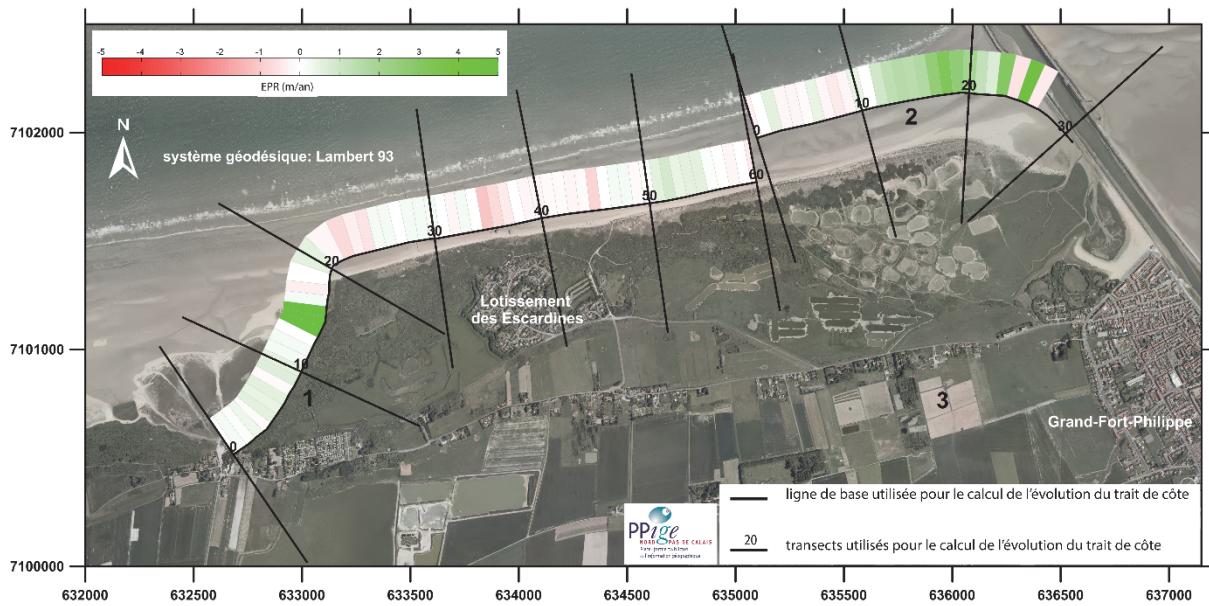 -5 -4 -3 -2 -1 0 1 2 3 4 5
EPR (m/an)
N
système géodésique: Lambert 93
7102000
7101000
7100000
0
10
20
30
40
50
60
0
10
20
30
1
2
3
Lotissement
des Escardines
Grand-Fort-Philippe
ligne de base utilisée pour le calcul de l'évolution du trait de côte
20 transects utilisés pour le calcul de l'évolution du trait de côte
PPige
NORD PAS DE CALAIS
632000 632500 633000 633500 634000 634500 635000 635500 636000 636500 637000